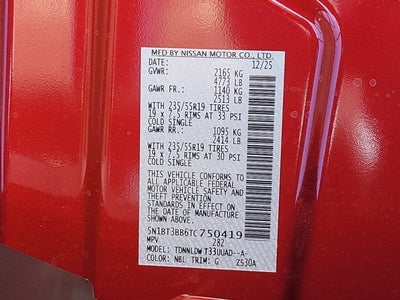 MFD BY NISSAN MOTOR CO., LTD.
DATE: 12/25
GVWR: 2165 KG
4773 LB
GAWR FR.: 1140 KG
2513 LB
WITH 235/55R19 TIRES
19 x 7.5 RIMS AT 33 PSI
COLD SINGLE
GAWR RR.: 1095 KG
2414 LB
WITH 235/55R19 TIRES
19 x 7.5 RIMS AT 30 PSI
COLD SINGLE
THIS VEHICLE CONFORMS TO
ALL APPLICABLE FEDERAL
MOTOR VEHICLE SAFETY AND
THEFT PREVENTION
STANDARDS IN EFFECT ON
THE DATE OF MANUFACTURE
SHOWN ABOVE.
5N1BT3BB6TC750419
MPV 282
MODEL: TDNNLDWT33UUAD--A-
COLOR: NBL TRIM: G ZS30A